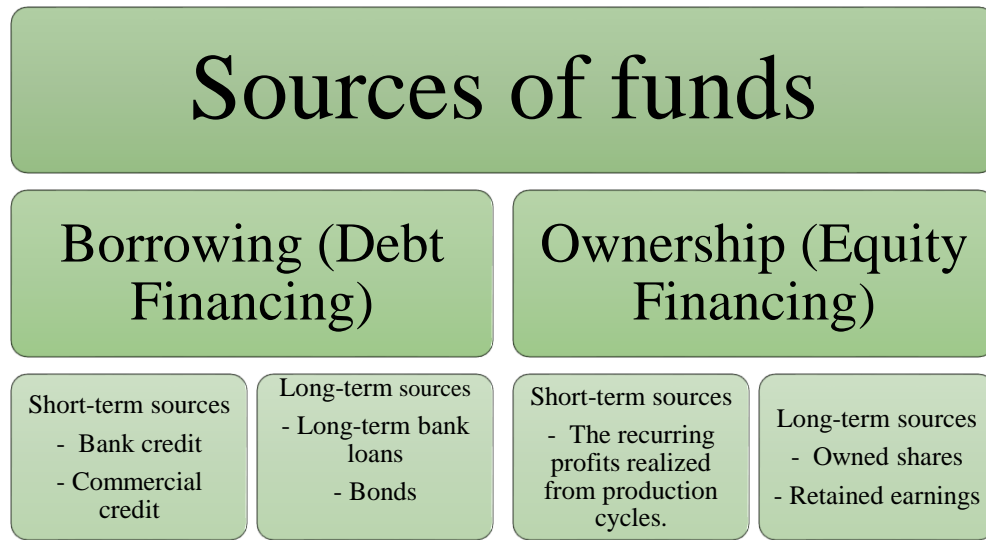 Sources of funds
Borrowing (Debt
Financing)
Ownership (Equity
Financing)
Short-term sources
- Bank credit
- Commercial
credit
Long-term sources
- Long-term bank
loans
- Bonds
Short-term sources
- The recurring
profits realized
from production
cycles.
Long-term sources
- Owned shares
- Retained earnings